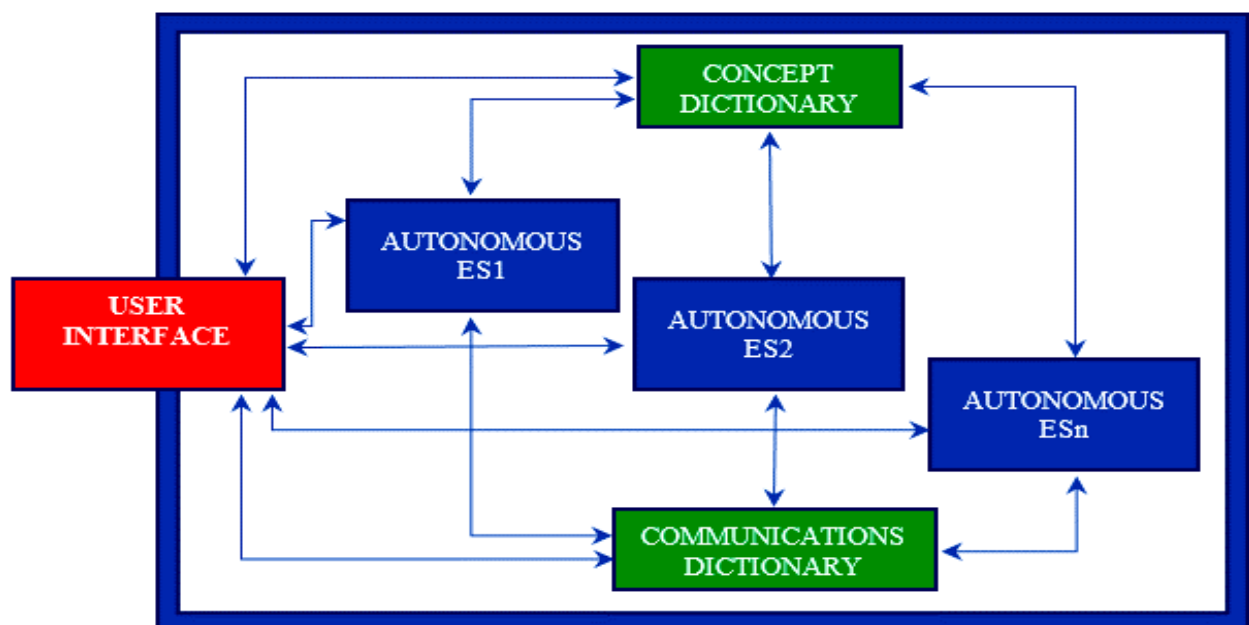 CONCEPT
DICTIONARY
AUTONOMOUS
ES1
USER
INTERFACE
AUTONOMOUS
ES2
AUTONOMOUS
ESn
COMMUNICATIONS
DICTIONARY